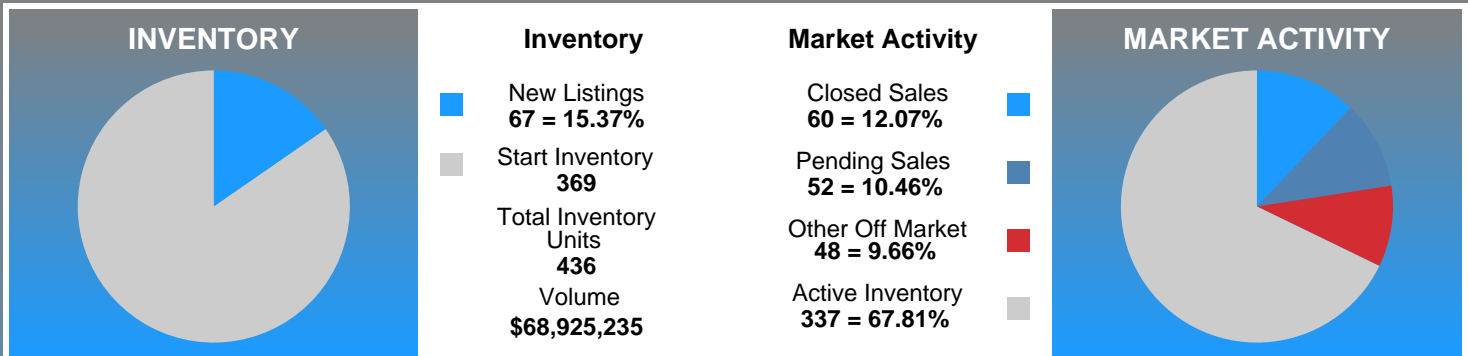 INVENTORY
Inventory
New Listings
67 = 15.37%
Start Inventory
369
Total Inventory
Units
436
Volume
$68,925,235
Market Activity
Closed Sales
60 = 12.07%
Pending Sales
52 = 10.46%
Other Off Market
48 = 9.66%
Active Inventory
337 = 67.81%
MARKET ACTIVITY